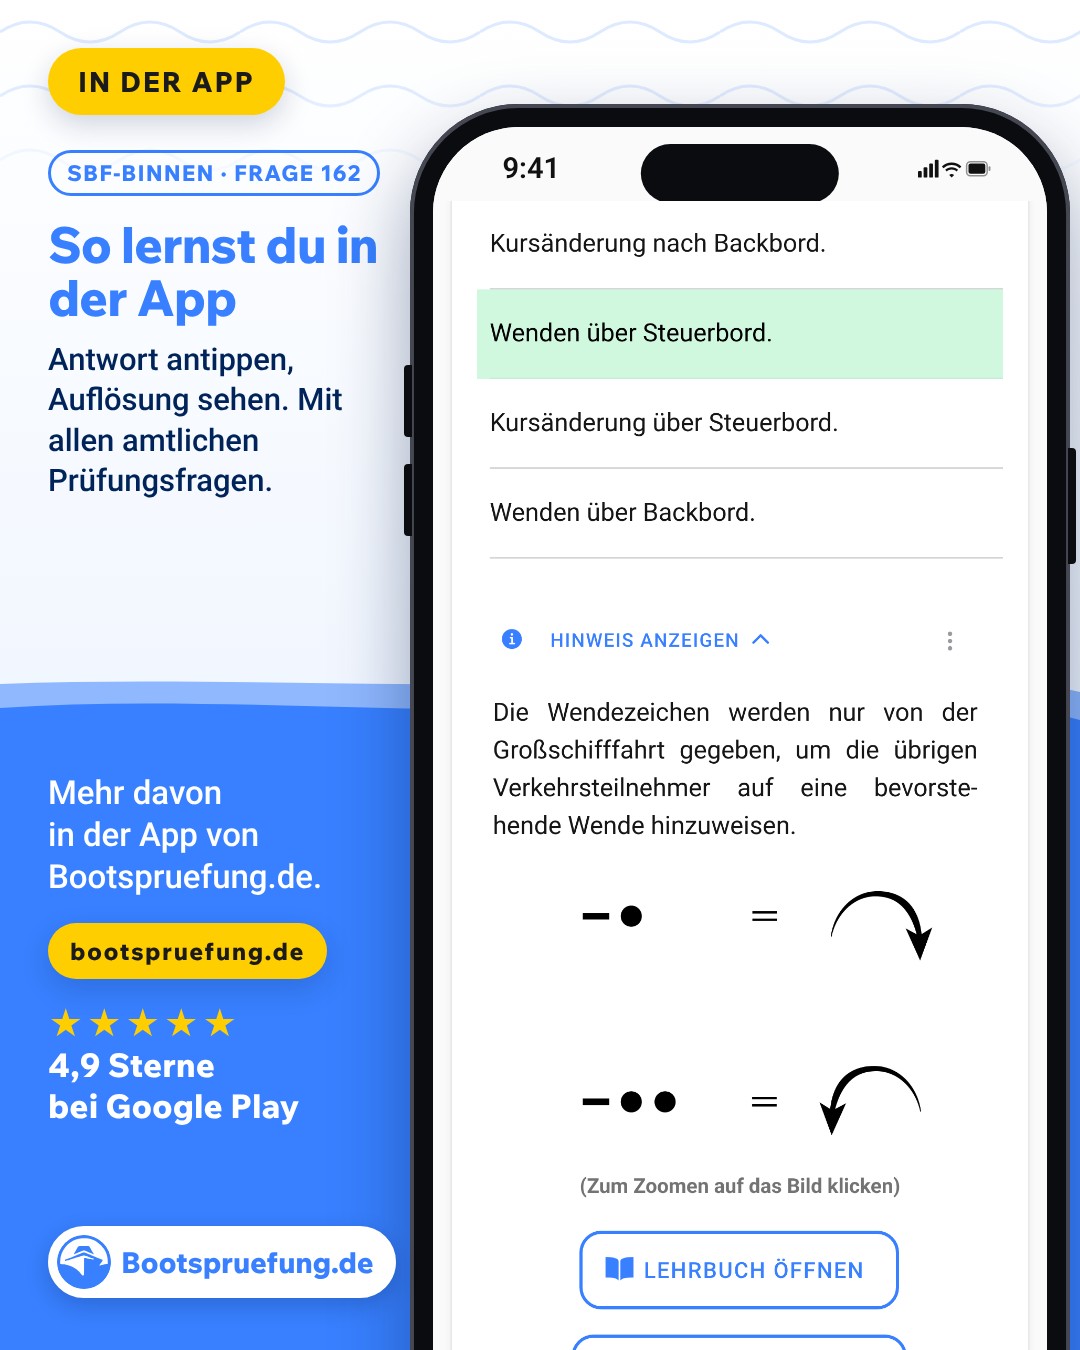 IN DER APP
SBF-BINNEN · FRAGE 162
So lernst du in
der App
Antwort antippen,
Auflösung sehen. Mit
allen amtlichen
Prüfungsfragen.
Mehr davon
in der App von
Bootspruefung.de.
bootspruefung.de
★★★★★
4,9 Sterne
bei Google Play
Bootspruefung.de
9:41
Kursänderung nach Backbord.
Wenden über Steuerbord.
Kursänderung über Steuerbord.
Wenden über Backbord.
HINWEIS ANZEIGEN
Die Wendezeichen werden nur von der
Großschifffahrt gegeben, um die übrigen
Verkehrsteilnehmer auf eine bevorste-
hende Wende hinzuweisen.
– ● =
– ● ● =
(Zum Zoomen auf das Bild klicken)
LEHRBUCH ÖFFNEN